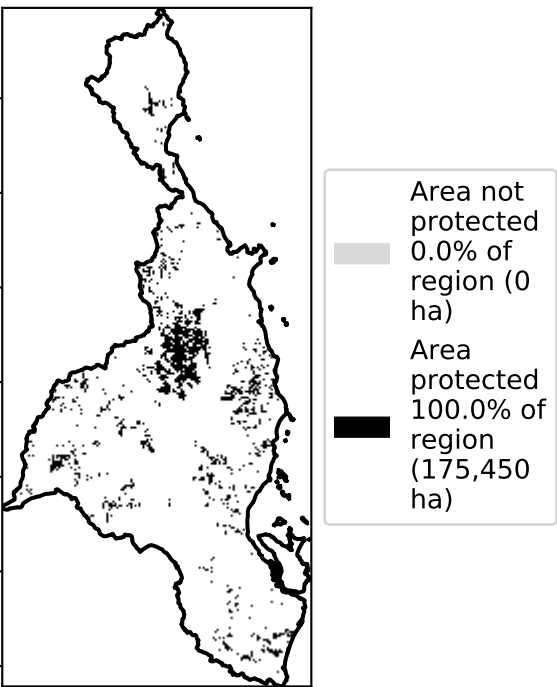 Area not
protected
0.0% of
region (0
ha)
Area
protected
100.0% of
region
(175,450
ha)